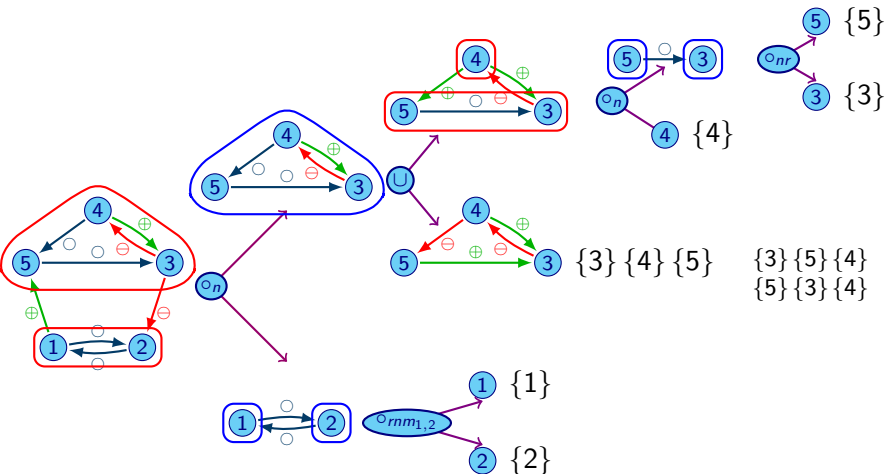 5 {5}
4 ⊕ ⊕ ○ ⊖ 5 3
5 ○ 3
○nr
3 {3}
○n
4 {4}
4 ⊕ ○ ○ ⊖ 5 3
∪
4 ⊕ ○ ○ ⊖ 5 3
4 ⊖ ⊕ ⊕ ⊖ 5 3 {3} {4} {5}
{3} {5} {4}
{5} {3} {4}
○n
⊕ ⊖
1 ○ ○ 2
1 ○ ○ 2
○rnm1,2
1 {1}
2 {2}